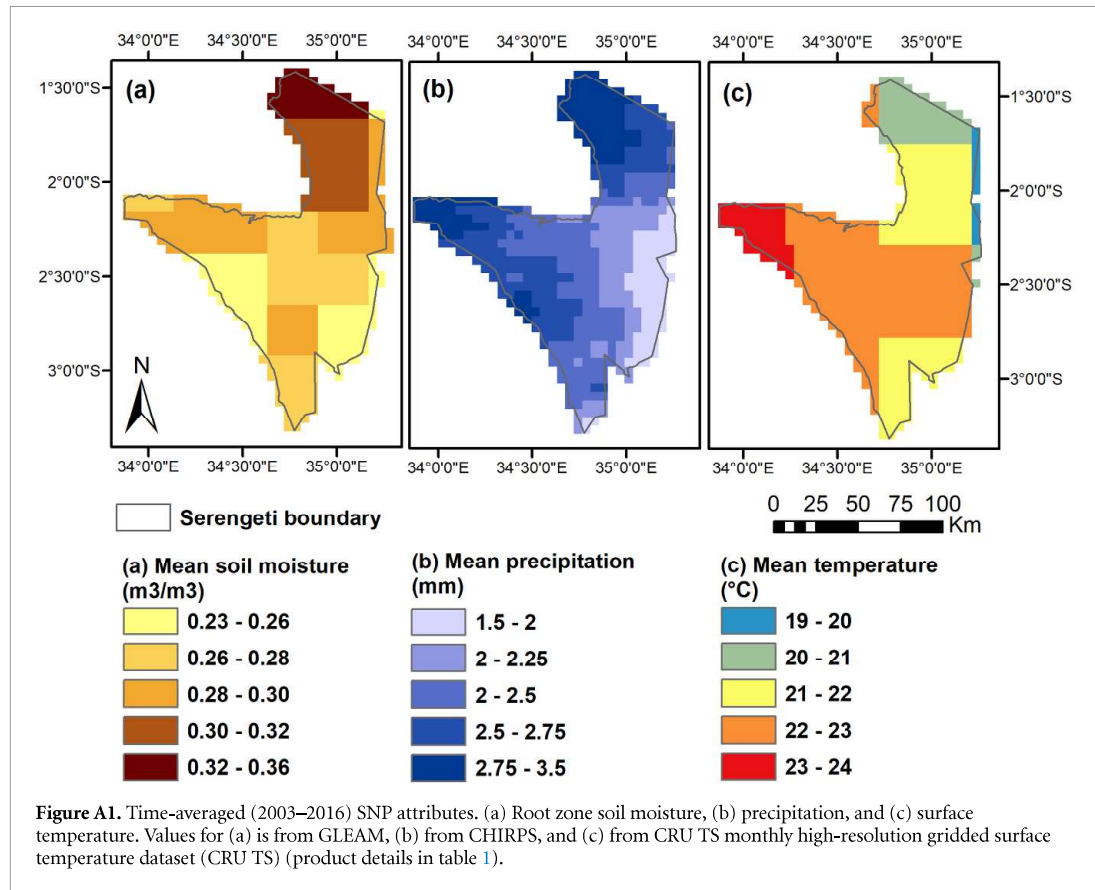 34°0'0"E 34°30'0"E 35°0'0"E 34°0'0"E 34°30'0"E 35°0'0"E 34°0'0"E 34°30'0"E 35°0'0"E
(a) (b) (c)
1°30'0"S 1°30'0"S
2°0'0"S 2°0'0"S
2°30'0"S 2°30'0"S
3°0'0"S 3°0'0"S
N
34°0'0"E 34°30'0"E 35°0'0"E 34°0'0"E 34°30'0"E 35°0'0"E 34°0'0"E 34°30'0"E 35°0'0"E
Serengeti boundary
0 25 50 75 100
Km
(a) Mean soil moisture
(m3/m3)
0.23 - 0.26
0.26 - 0.28
0.28 - 0.30
0.30 - 0.32
0.32 - 0.36
(b) Mean precipitation
(mm)
1.5 - 2
2 - 2.25
2 - 2.5
2.5 - 2.75
2.75 - 3.5
(c) Mean temperature
(°C)
19 - 20
20 - 21
21 - 22
22 - 23
23 - 24
Figure A1. Time-averaged (2003–2016) SNP attributes. (a) Root zone soil moisture, (b) precipitation, and (c) surface
temperature. Values for (a) is from GLEAM, (b) from CHIRPS, and (c) from CRU TS monthly high-resolution gridded surface
temperature dataset (CRU TS) (product details in table 1).